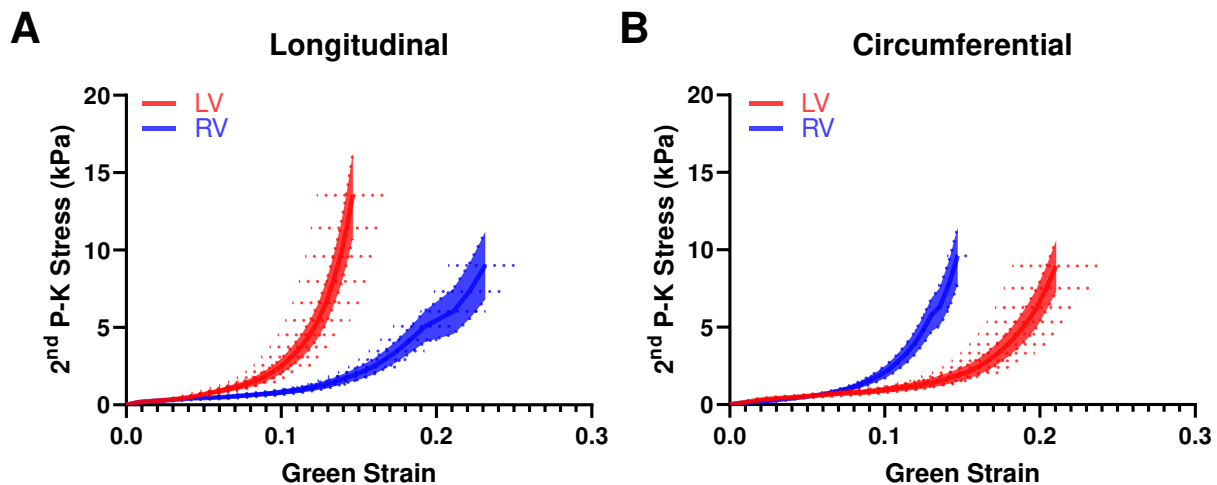 A
Longitudinal
2nd P-K Stress (kPa)
20
15
10
5
0
LV
RV
0.0 0.1 0.2 0.3
Green Strain
B
Circumferential
2nd P-K Stress (kPa)
20
15
10
5
0
LV
RV
0.0 0.1 0.2 0.3
Green Strain